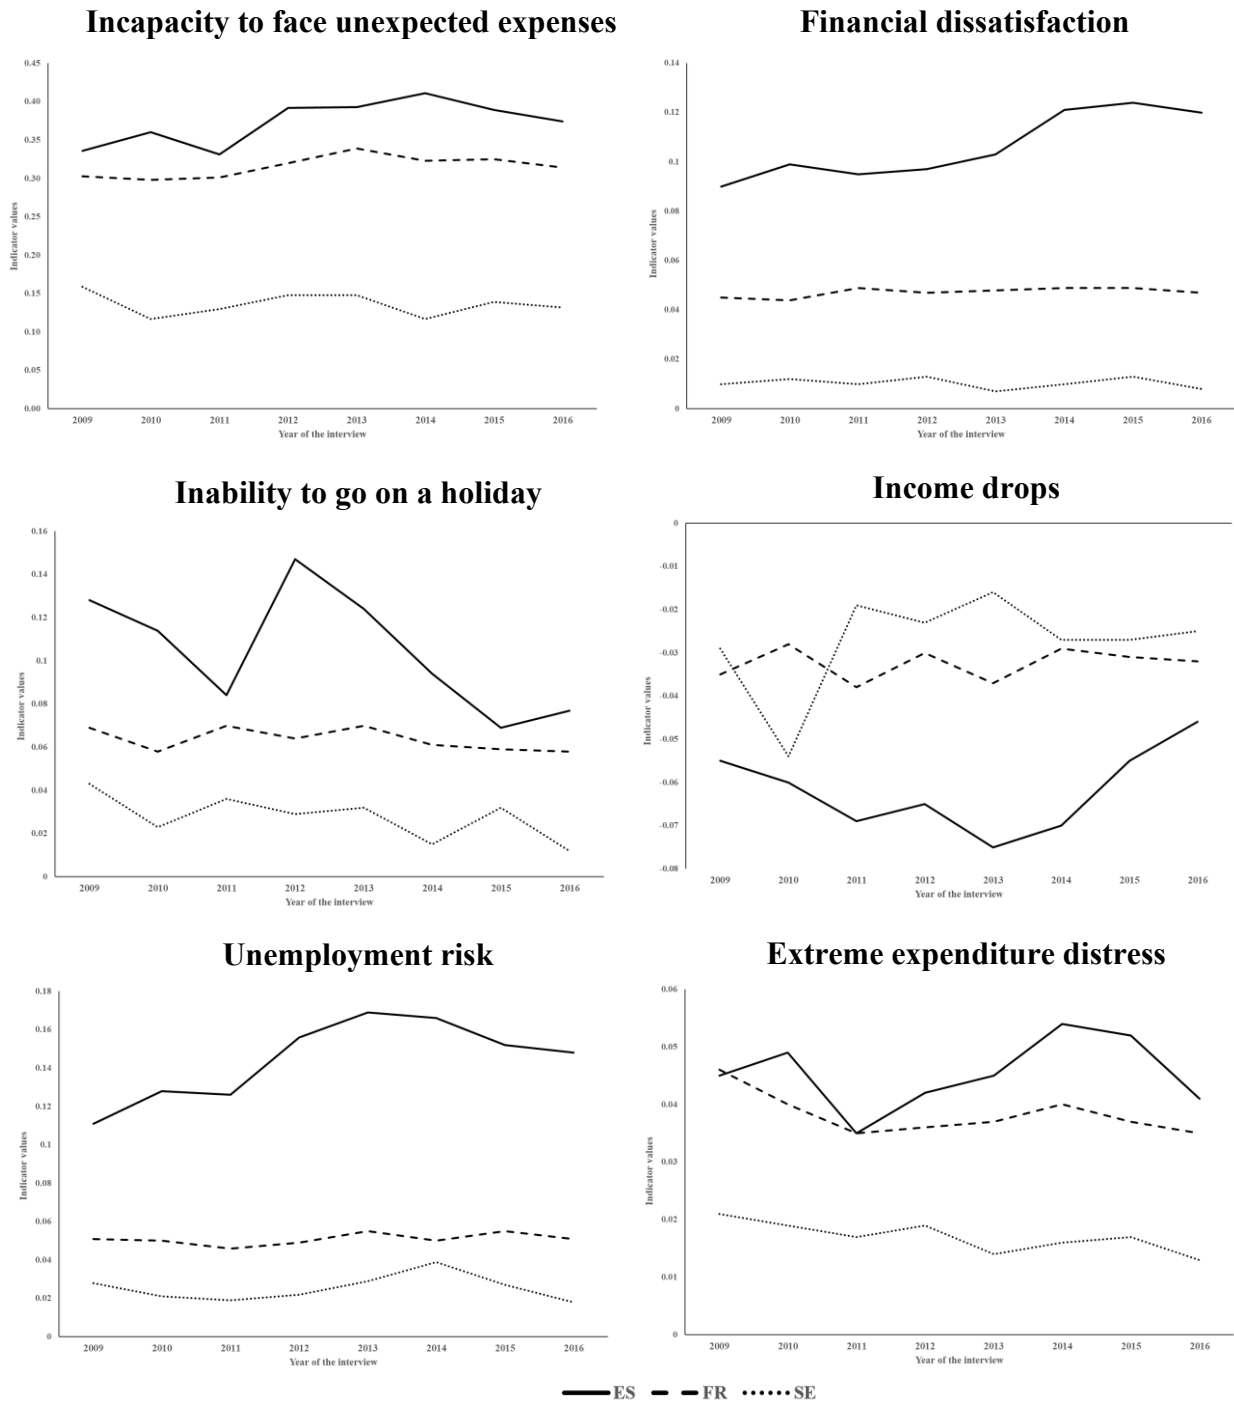 Incapacity to face unexpected expenses
0.45
0.40
0.35
0.30
0.25
0.20
0.15
0.10
0.05
0.00
Indicator values
2009 2010 2011 2012 2013 2014 2015 2016
Year of the interview
Financial dissatisfaction
0.14
0.12
0.1
0.08
0.06
0.04
0.02
0
Indicator values
2009 2010 2011 2012 2013 2014 2015 2016
Year of the interview
Inability to go on a holiday
0.16
0.14
0.12
0.1
0.08
0.06
0.04
0.02
0
Indicator values
2009 2010 2011 2012 2013 2014 2015 2016
Year of the interview
Income drops
0
-0.01
-0.02
-0.03
-0.04
-0.05
-0.06
-0.07
-0.08
Indicator values
2009 2010 2011 2012 2013 2014 2015 2016
Year of the interview
Unemployment risk
0.18
0.16
0.14
0.12
0.1
0.08
0.06
0.04
0.02
0
Indicator values
2009 2010 2011 2012 2013 2014 2015 2016
Year of the interview
Extreme expenditure distress
0.06
0.05
0.04
0.03
0.02
0.01
0
Indicator values
2009 2010 2011 2012 2013 2014 2015 2016
Year of the interview
ES FR SE